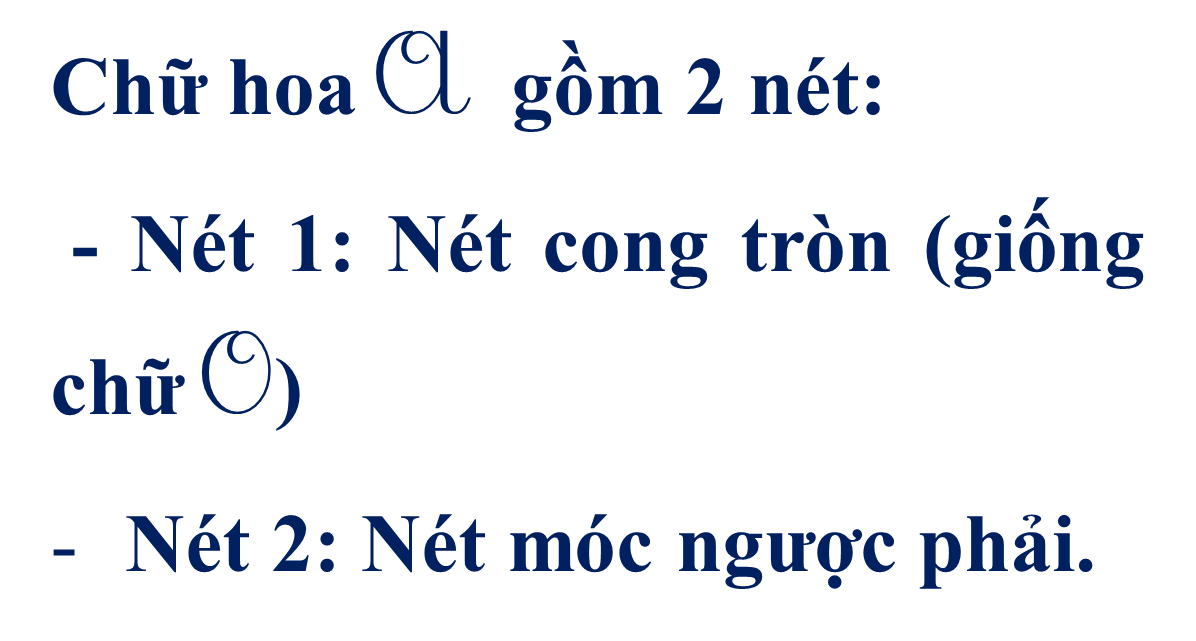 Chữ hoa A gồm 2 nét:
- Nét 1: Nét cong tròn (giống
chữ O)
- Nét 2: Nét móc ngược phải.